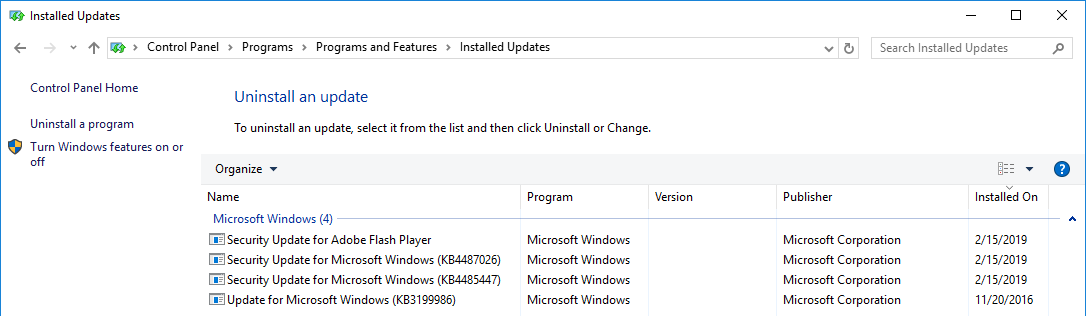 Installed Updates
Control Panel > Programs > Programs and Features > Installed Updates
Search Installed Updates
Control Panel Home
Uninstall a program
Turn Windows features on or
off
Uninstall an update
To uninstall an update, select it from the list and then click Uninstall or Change.
Organize
?
Name Program Version Publisher Installed On
Microsoft Windows (4)
Security Update for Adobe Flash Player Microsoft Windows Microsoft Corporation 2/15/2019
Security Update for Microsoft Windows (KB4487026) Microsoft Windows Microsoft Corporation 2/15/2019
Security Update for Microsoft Windows (KB4485447) Microsoft Windows Microsoft Corporation 2/15/2019
Update for Microsoft Windows (KB3199986) Microsoft Windows Microsoft Corporation 11/20/2016